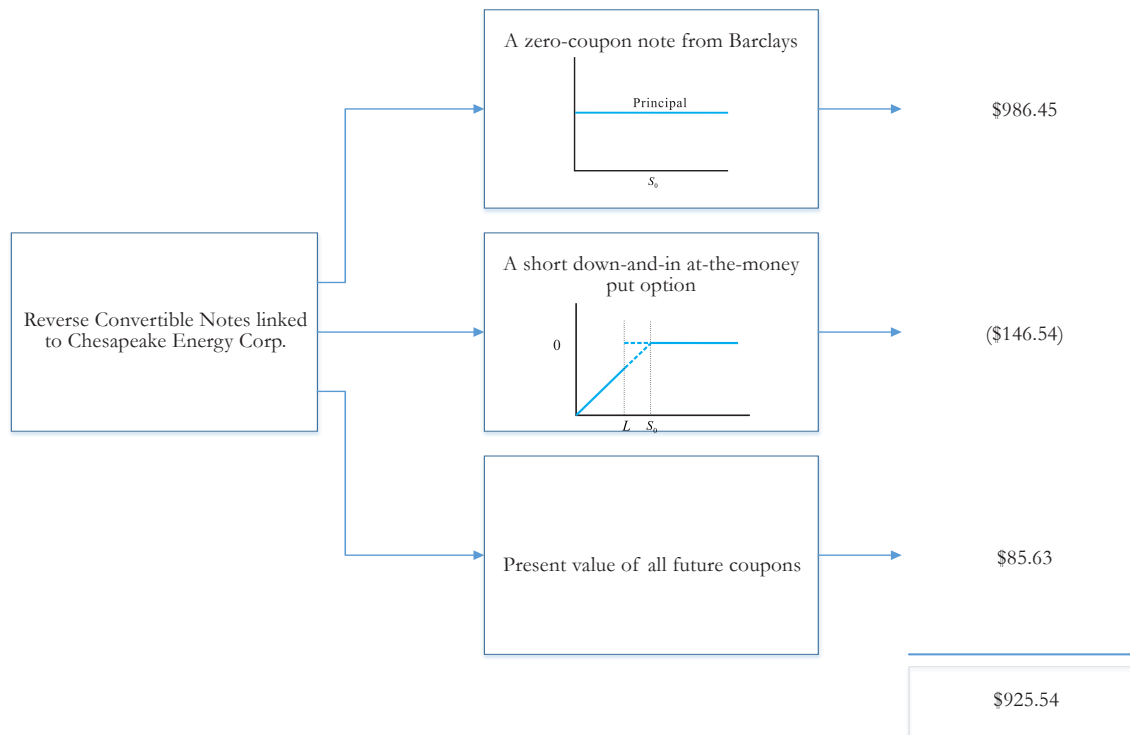 A zero-coupon note from Barclays
Principal
S₀
$986.45
Reverse Convertible Notes linked
to Chesapeake Energy Corp.
A short down-and-in at-the-money
put option
0
L S₀
($146.54)
Present value of all future coupons
$85.63
$925.54